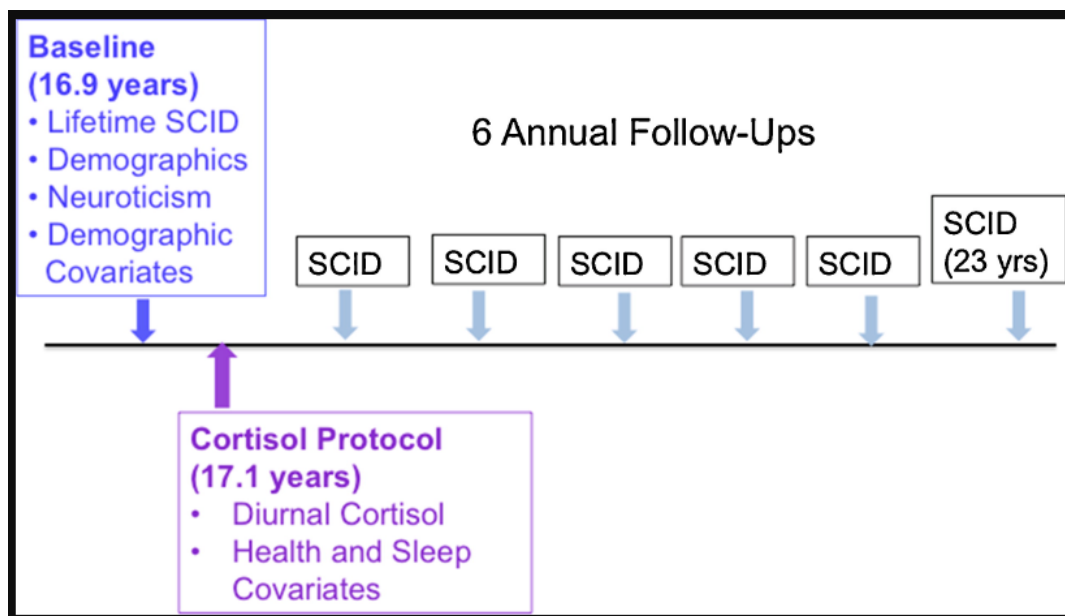 Baseline
(16.9 years)
• Lifetime SCID
• Demographics
• Neuroticism
• Demographic
Covariates
6 Annual Follow-Ups
SCID
SCID
SCID
SCID
SCID
SCID
(23 yrs)
Cortisol Protocol
(17.1 years)
• Diurnal Cortisol
• Health and Sleep
Covariates